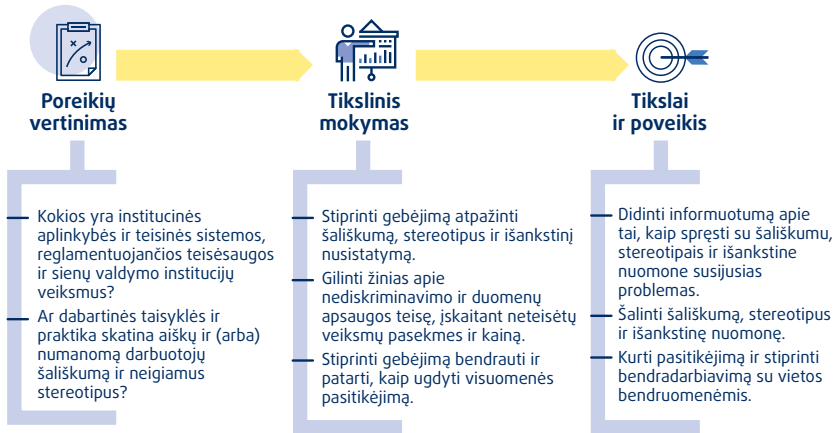 Poreikių
vertinimas
Kokios yra institucinės
aplinkybės ir teisinės sistemos,
reglamentuojančios teisėsaugos
ir sienų valdymo institucijų
veiksmus?
Ar dabartinės taisyklės ir
praktika skatina aiškų ir (arba)
numanomą darbuotojų
šališkumą ir neigiamus
stereotipus?
Tikslinis
mokymas
Stiprinti gebėjimą atpažinti
šališkumą, stereotipus ir išankstinį
nusistatymą.
Gilinti žinias apie
nediskriminavimo ir duomenų
apsaugos teisę, įskaitant neteisėtų
veiksmų pasekmes ir kainą.
Stiprinti gebėjimą bendrauti ir
patarti, kaip ugdyti visuomenės
pasitikėjimą.
Tikslai
ir poveikis
Didinti informuotumą apie
tai, kaip spręsti su šališkumu,
stereotipais ir išankstine
nuomone susijusias
problemas.
Šalinti šališkumą, stereotipus
ir išankstinę nuomonę.
Kurti pasitikėjimą ir stiprinti
bendradarbiavimą su vietos
bendruomenėmis.